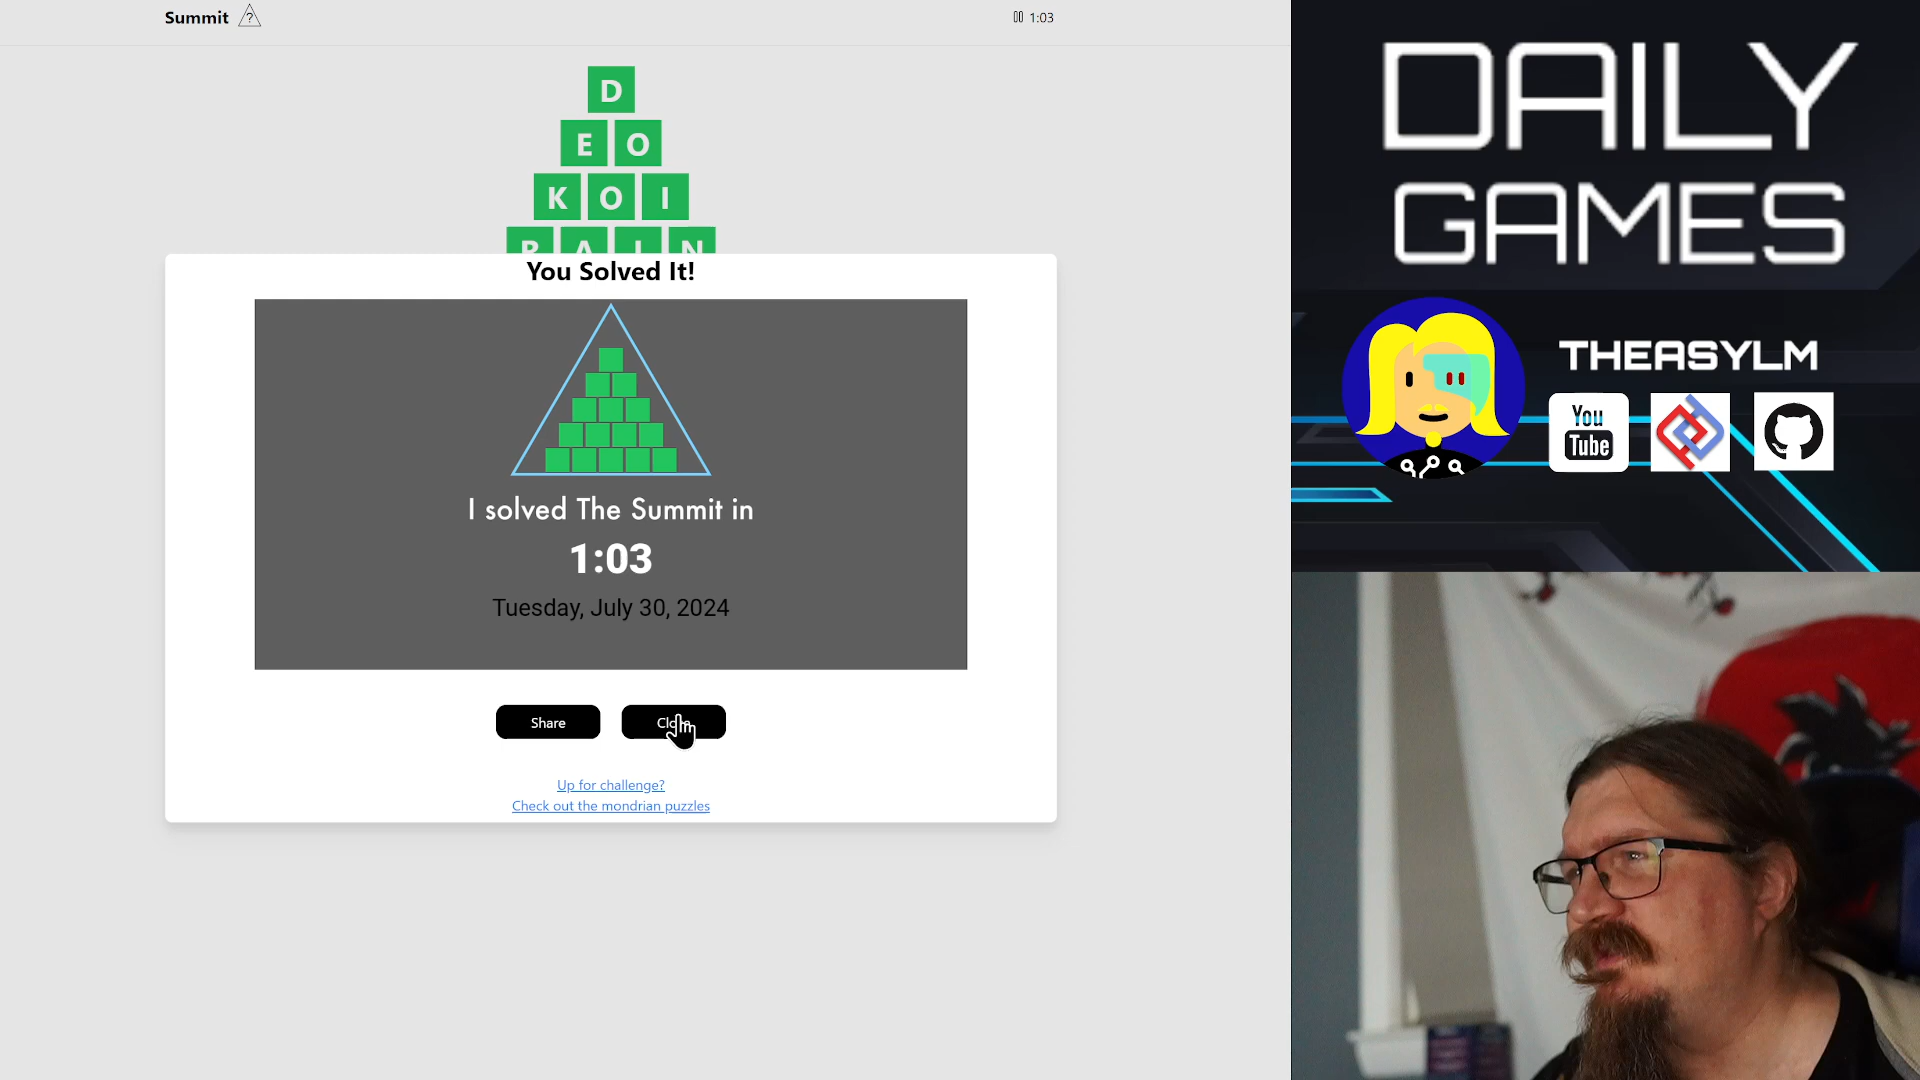 Summit ?
1:03
D
E O
K O I
You Solved It!
I solved The Summit in
1:03
Tuesday, July 30, 2024
Share
Up for challenge?
Check out the mondrian puzzles
DAILY
GAMES
THEASYLM
You
Tube